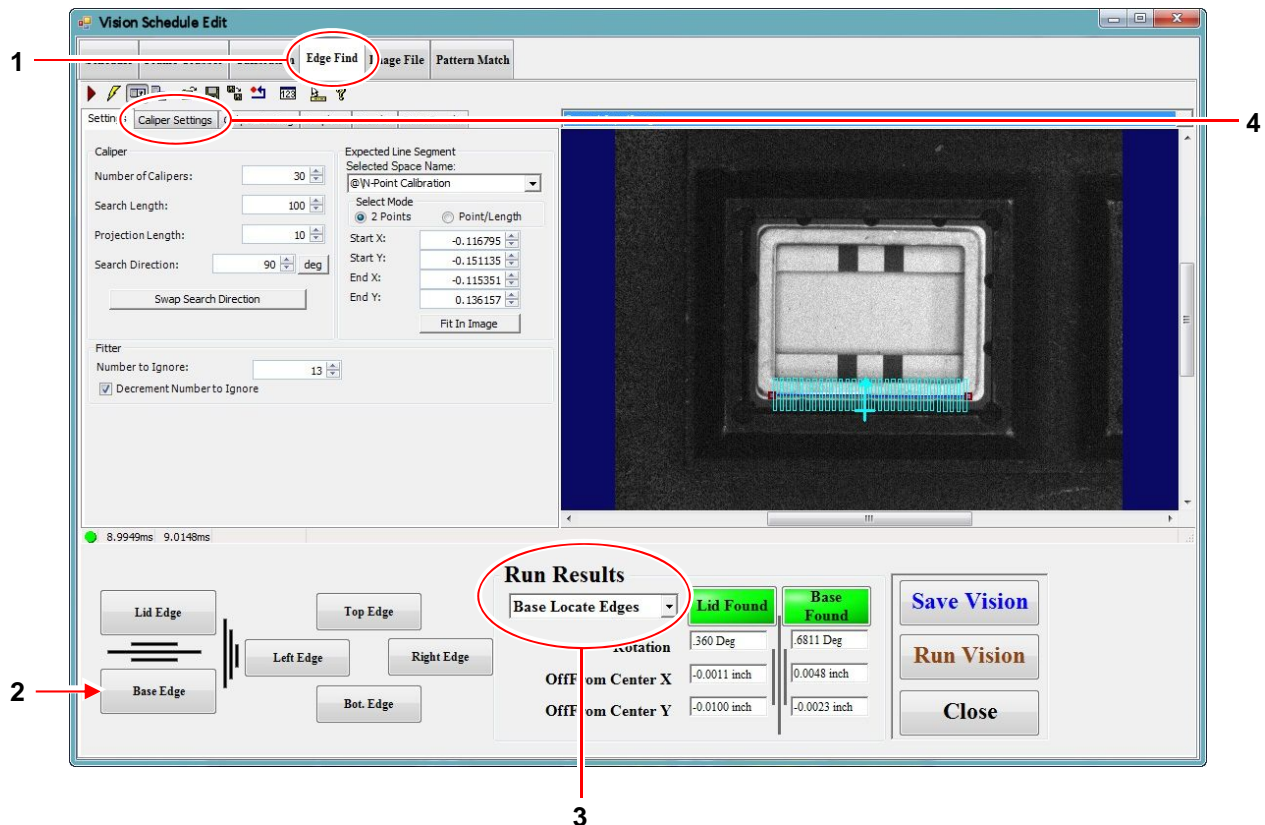 Vision Schedule Edit
1
Edge Find
Image File
Pattern Match
123
Settings
Caliper Settings
4
Caliper
Number of Calipers:
30
Search Length:
100
Projection Length:
10
Search Direction:
90
deg
Swap Search Direction
Expected Line Segment
Selected Space Name:
@\N-Point Calibration
Select Mode
2 Points
Point/Length
Start X:
-0.116795
Start Y:
-0.151135
End X:
-0.115351
End Y:
0.136157
Fit In Image
Fitter
Number to Ignore:
13
Decrement Number to Ignore
8.9949ms 9.0148ms
Lid Edge
Top Edge
Left Edge
Right Edge
2
Base Edge
Bot. Edge
Run Results
Base Locate Edges
Lid Found
Base
Found
Rotation
.360 Deg
.6811 Deg
OffFrom Center X
-0.0011 inch
0.0048 inch
OffFrom Center Y
-0.0100 inch
-0.0023 inch
Save Vision
Run Vision
Close
3